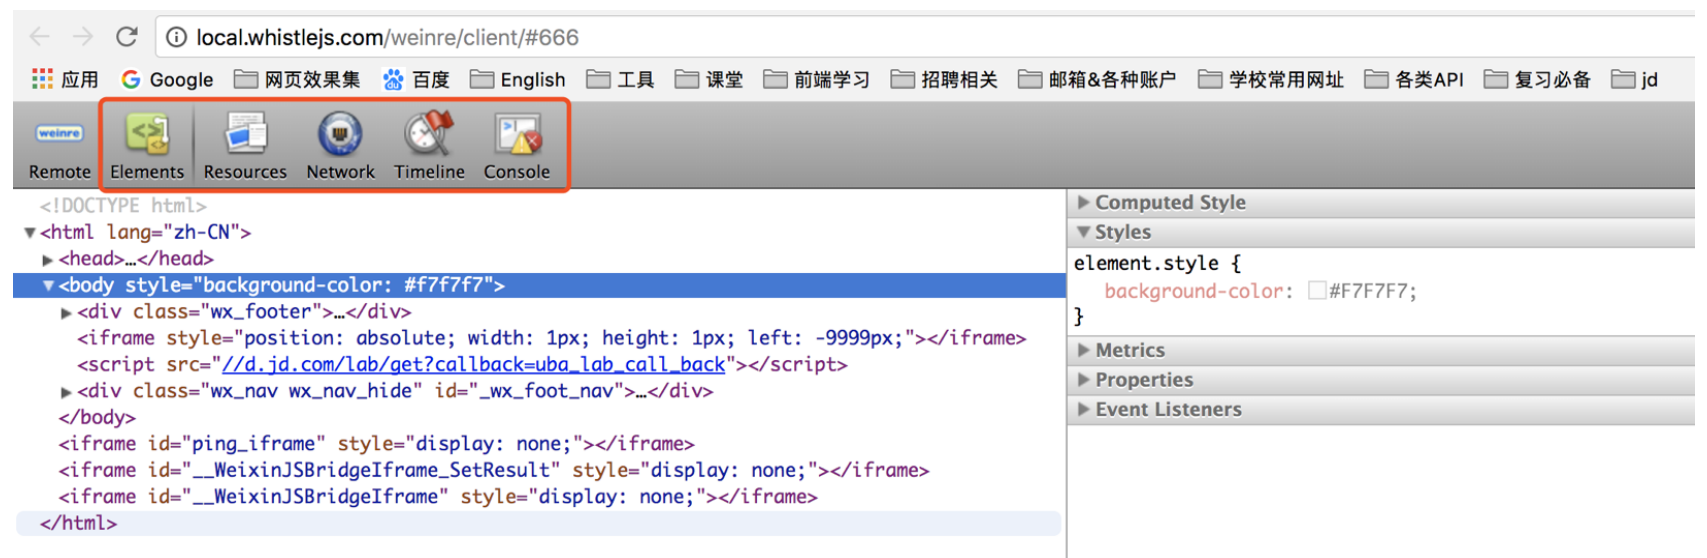 local.whistlejs.com/weinre/client/#666
应用 Google 网页效果集 百度 English 工具 课堂 前端学习 招聘相关 邮箱&各种账户 学校常用网址 各类API 复习必备 jd
weinre
Remote Elements Resources Network Timeline Console
<!DOCTYPE html>
<html lang="zh-CN">
<head>…</head>
<body style="background-color: #f7f7f7">
<div class="wx_footer">…</div>
<iframe style="position: absolute; width: 1px; height: 1px; left: -9999px;"></iframe>
<script src="//d.jd.com/lab/get?callback=uba_lab_call_back"></script>
<div class="wx_nav wx_nav_hide" id="_wx_foot_nav">…</div>
</body>
<iframe id="ping_iframe" style="display: none;"></iframe>
<iframe id="__WeixinJSBridgeIframe_SetResult" style="display: none;"></iframe>
<iframe id="__WeixinJSBridgeIframe" style="display: none;"></iframe>
</html>
Computed Style
Styles
element.style {
background-color: #F7F7F7;
}
Metrics
Properties
Event Listeners